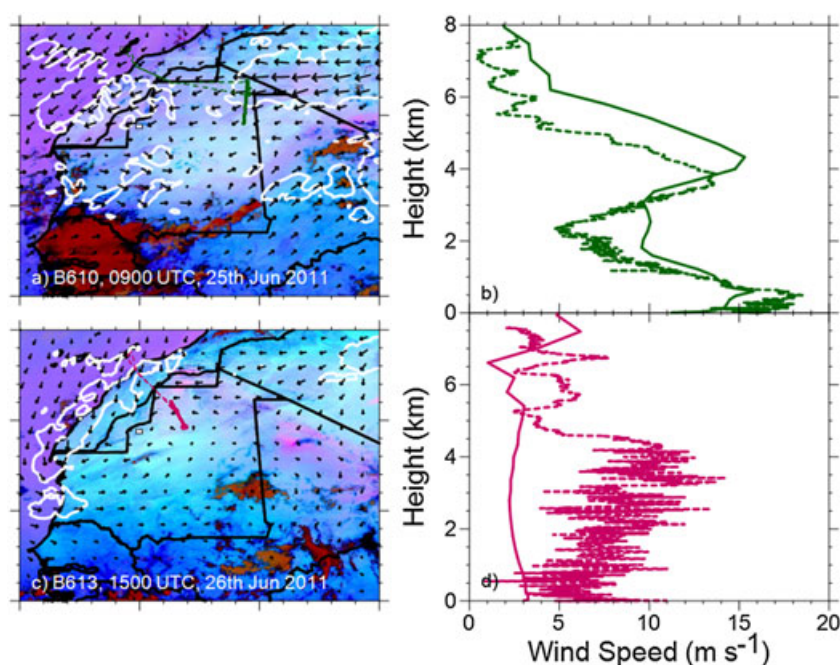 a) B610, 0900 UTC, 25th Jun 2011
8
6
4
2
0
Height (km)
b)
c) B613, 1500 UTC, 26th Jun 2011
8
6
4
2
0
Height (km)
d)
0 5 10 15 20
Wind Speed (m s⁻¹)